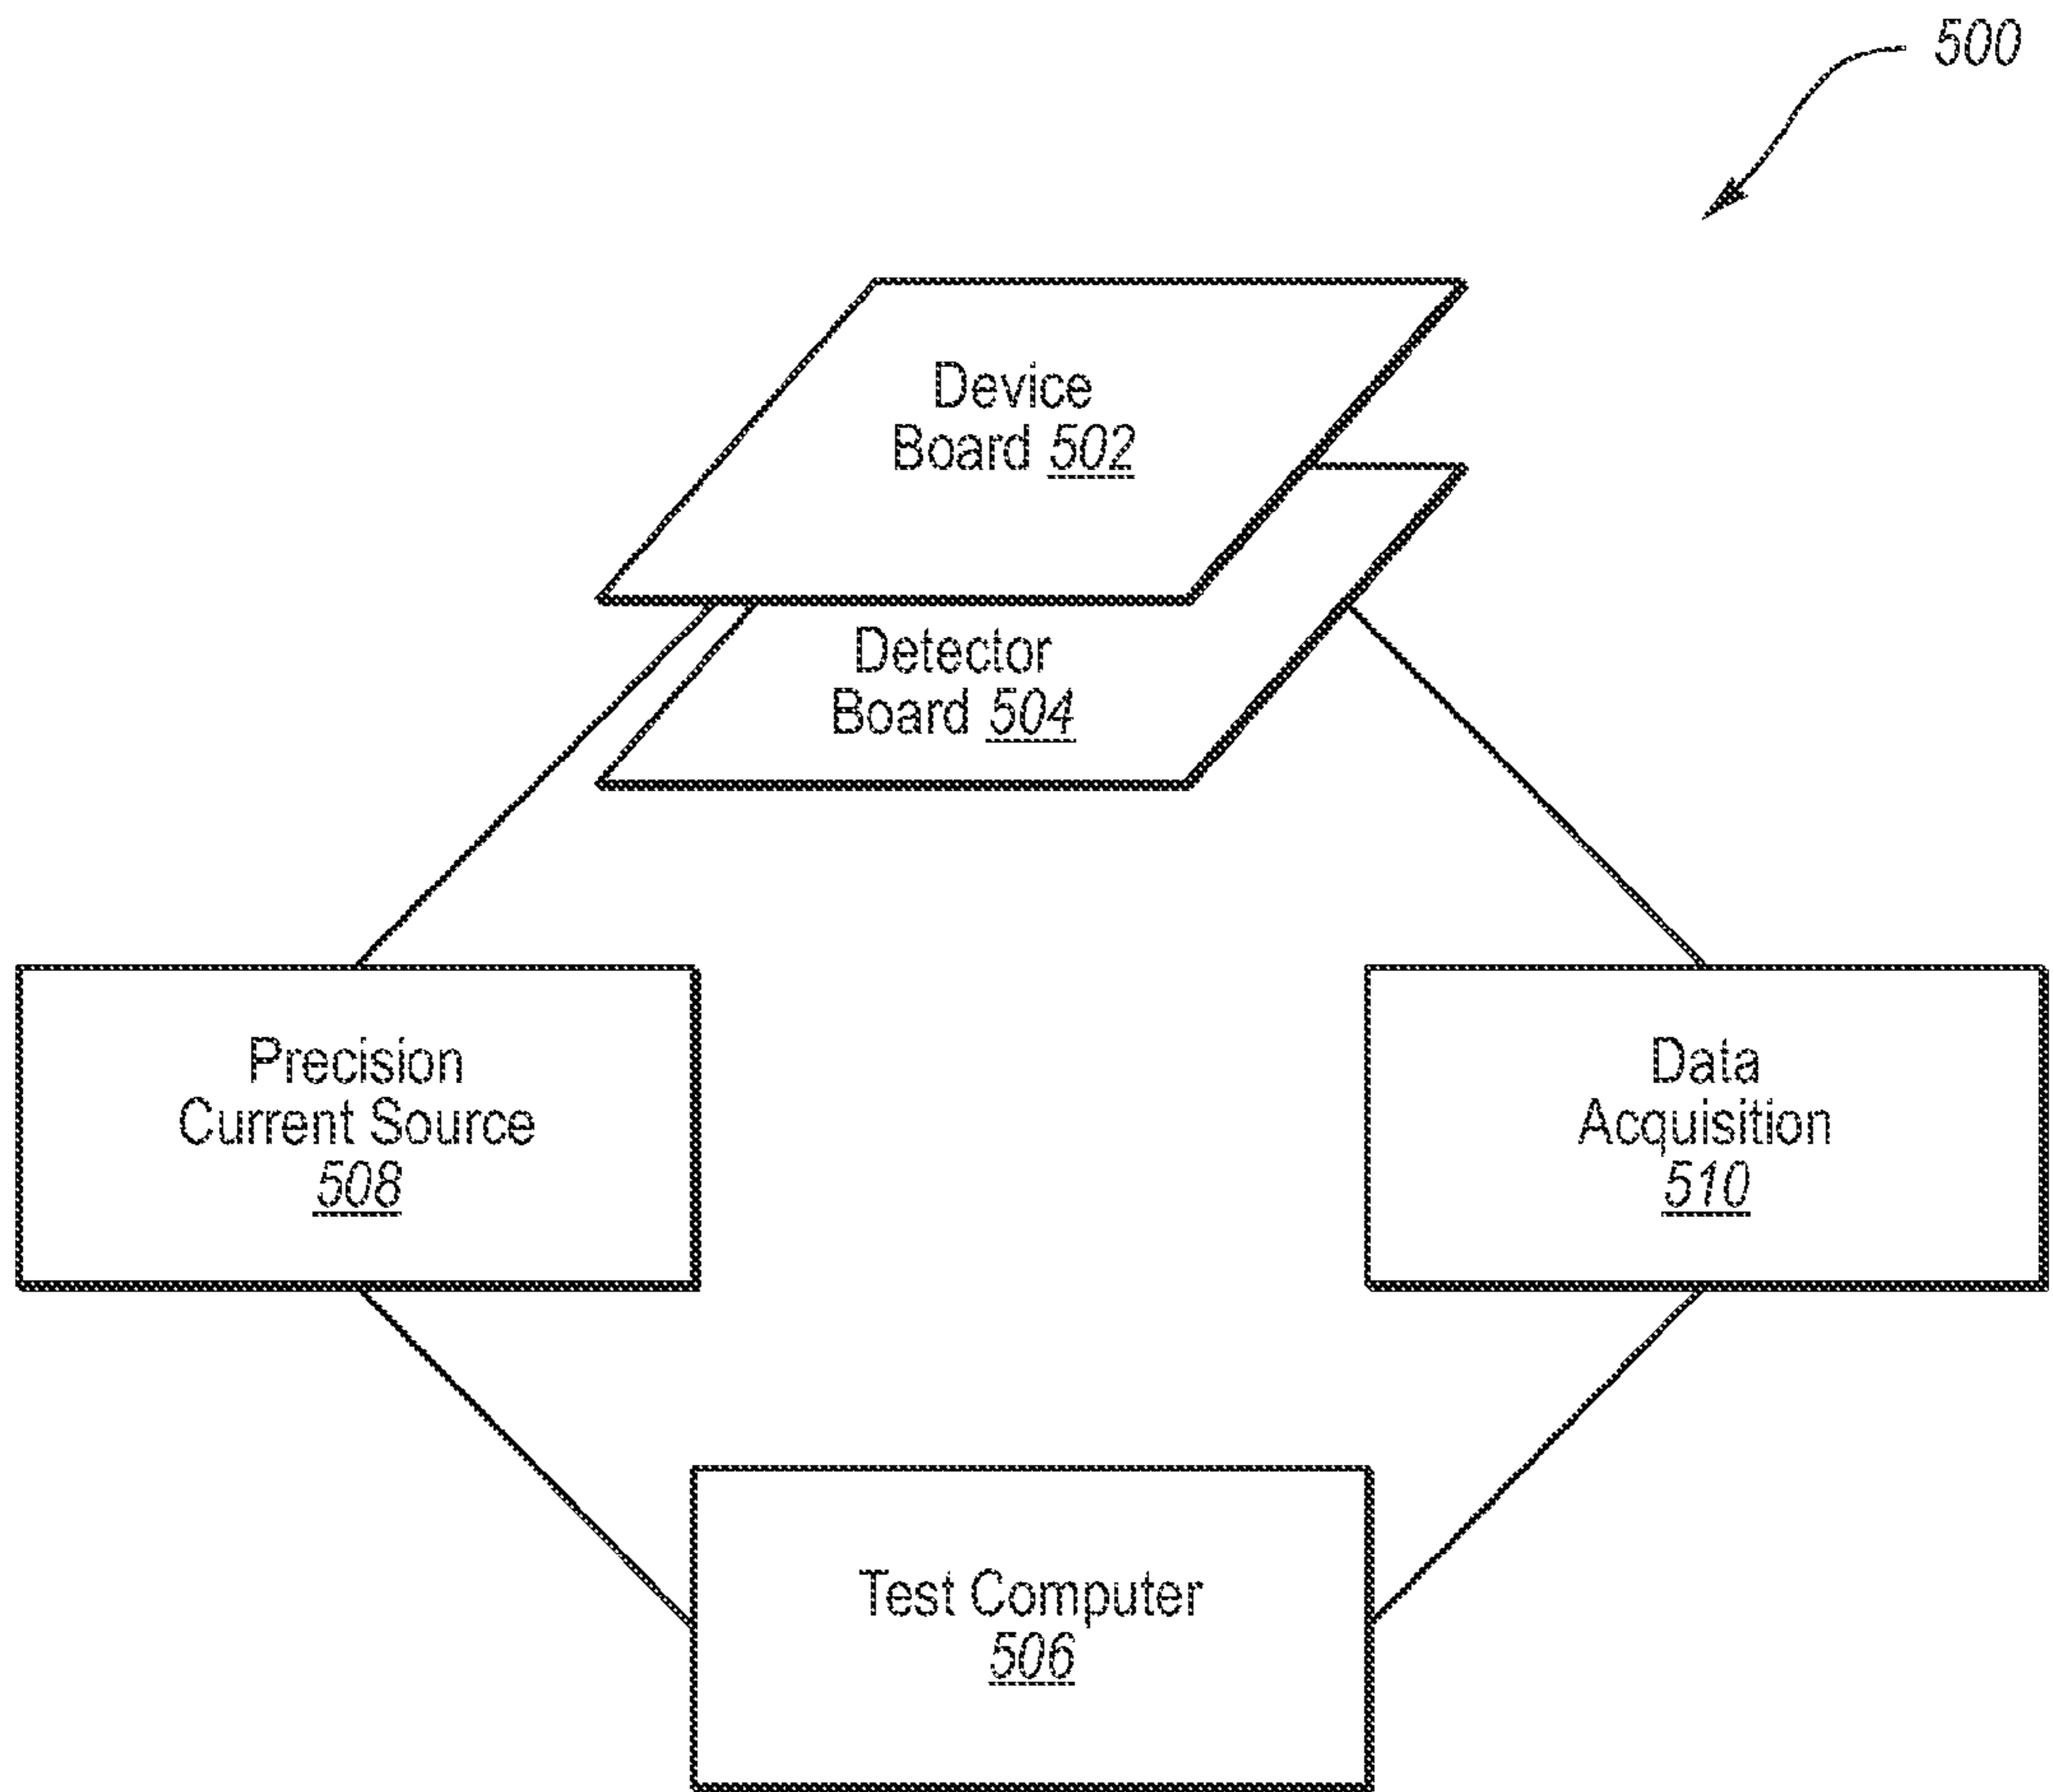 500
Device
Board 502
Detector
Board 504
Precision
Current Source
508
Data
Acquisition
510
Test Computer
506